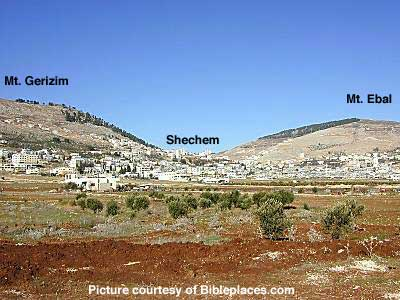 Mt. Gerizim
Mt. Ebal
Shechem
Picture courtesy of Bibleplaces.com